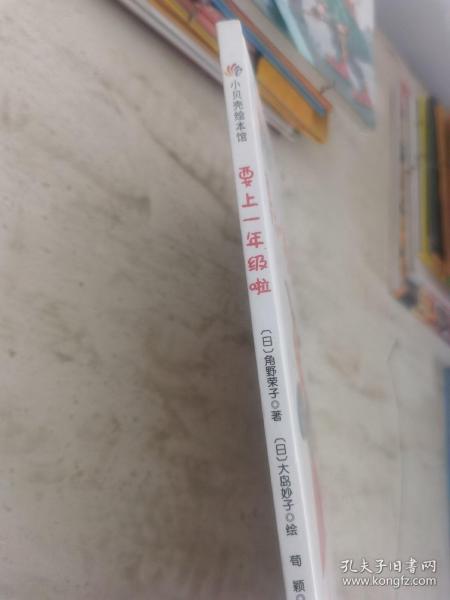 小贝壳绘本馆
要上一年级啦
〔日〕角野荣子◎著
〔日〕大岛妙子◎绘
荀 颖◎
孔夫子旧书网
www.kongfz.com